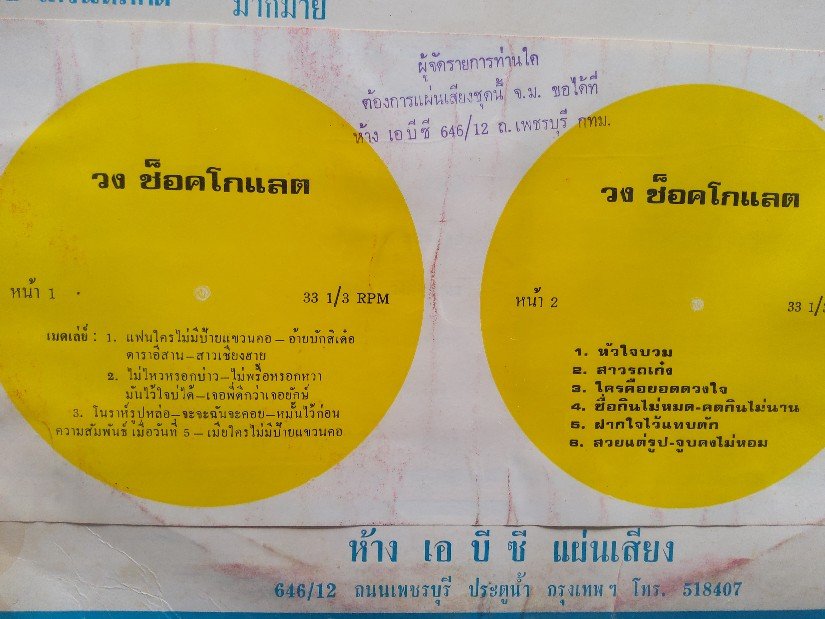 มากมาย
ผู้จัดรายการท่านใด
ต้องการแผ่นเสียงชุดนี้ จ.ม. ขอได้ที่
ห้าง เอ บี ซี 646/12 ถ.เพชรบุรี กทม.
วง ช็อคโกแลต
หน้า 1
33 1/3 RPM
เมดเล่ย์ : 1. แฟนใครไม่มีป้ายแขวนคอ – อ้ายบักสิเด๋อ
ดาราอีสาน – สาวเชียงฮาย
2. ไม่ไหวหรอกบ่าว – ไม่พร้อหรอกหวา
มันไว้ใจบ่ได้ – เจอพี่ดีกว่าเจอยักษ์
3. โนราห์รูปหล่อ – จะจะฉันจะคอย – หมั้นไว้ก่อน
ความสัมพันธ์ เมื่อวันที่ 5 – เมียใครไม่มีป้ายแขวนคอ
วง ช็อคโกแลต
หน้า 2
33 1/3
1. หัวใจบวม
2. สาวรถเก๋ง
3. ใครคือยอดดวงใจ
4. ซื่อกินไม่หมด-คดกินไม่นาน
5. ฝากใจไว้แทบตัก
6. สวยแต่รูป-จูบคงไม่หอม
ห้าง เอ บี ซี แผ่นเสียง
646/12 ถนนเพชรบุรี ประตูน้ำ กรุงเทพฯ โทร. 518407